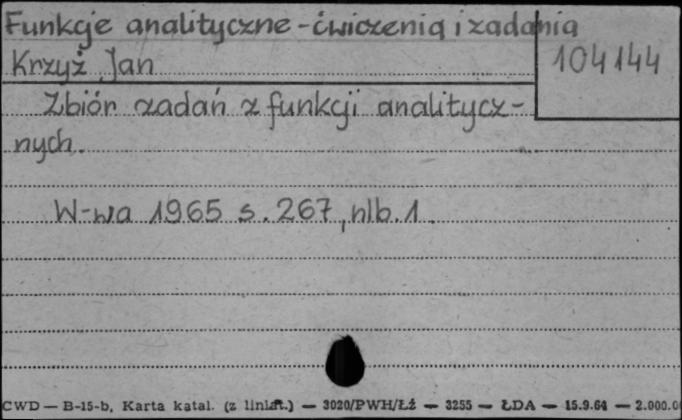 Funkcje analityczne - ćwiczenia i zadania
Krzyż Jan
104144
Zbiór zadań z funkcji analitycz-
nych.
W-wa 1965 s. 267, nlb. 1
CWD — B-15-b, Karta katal. (z liniat.) — 3020/PWH/Łź — 3255 — ŁDA — 15.9.64 — 2.000.0